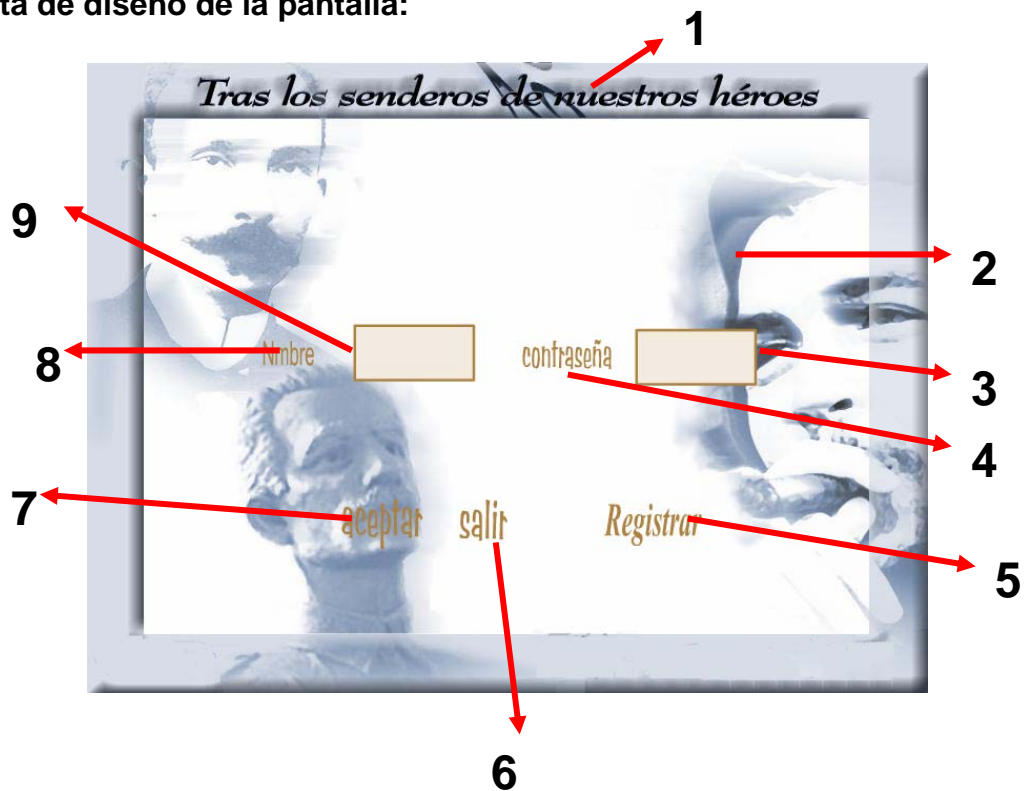 ta de diseño de la pantalla:
1
Tras los senderos de nuestros héroes
9
2
8 Nmbre contraseña
3
4
7 aceptar salir Registrar
5
6